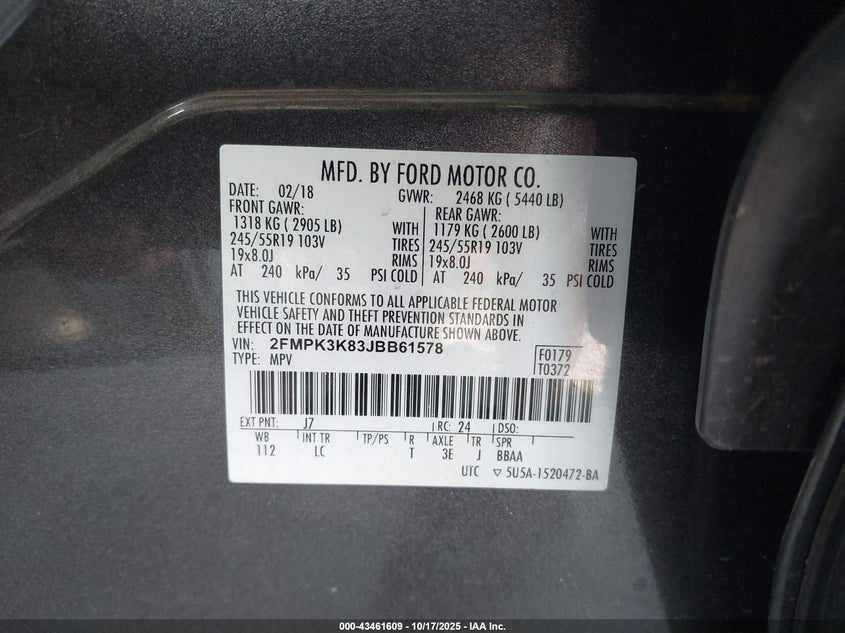 MFD. BY FORD MOTOR CO.
DATE: 02/18 GVWR: 2468 KG ( 5440 LB)
FRONT GAWR: REAR GAWR:
1318 KG ( 2905 LB) WITH 1179 KG ( 2600 LB) WITH
245/55R19 103V TIRES 245/55R19 103V TIRES
19x8.0J RIMS 19x8.0J RIMS
AT 240 kPa/ 35 PSI COLD AT 240 kPa/ 35 PSI COLD
THIS VEHICLE CONFORMS TO ALL APPLICABLE FEDERAL MOTOR
VEHICLE SAFETY AND THEFT PREVENTION STANDARDS IN
EFFECT ON THE DATE OF MANUFACTURE SHOWN ABOVE.
VIN: 2FMPK3K83JBB61578 F0179
TYPE: MPV T0372
EXT PNT: J7 RC: 24 DSO:
WB INT TR TP/PS R AXLE TR SPR
112 LC T 3E J BBAA
UTC ▽ 5U5A-1520472-BA
000-43461609 | 10/17/2025 - IAA Inc.